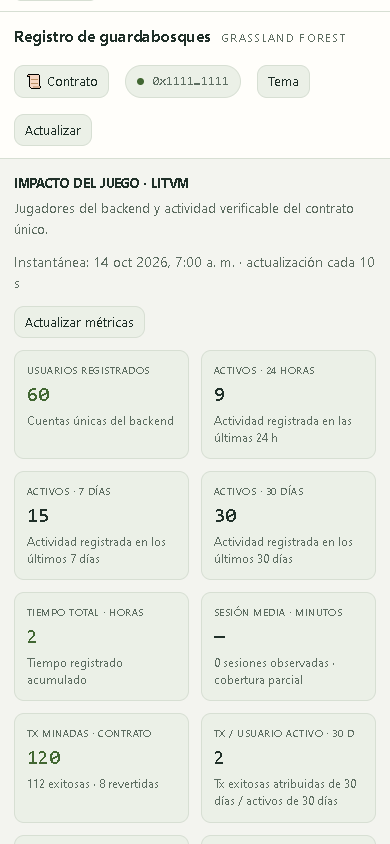 Registro de guardabosques GRASSLAND FOREST
Contrato
0x1111…1111
Tema
Actualizar
IMPACTO DEL JUEGO · LITVM
Jugadores del backend y actividad verificable del contrato
único.
Instantánea: 14 oct 2026, 7:00 a. m. · actualización cada 10
s
Actualizar métricas
USUARIOS REGISTRADOS
60
Cuentas únicas del backend
ACTIVOS · 24 HORAS
9
Actividad registrada en las
últimas 24 h
ACTIVOS · 7 DÍAS
15
Actividad registrada en los
últimos 7 días
ACTIVOS · 30 DÍAS
30
Actividad registrada en los
últimos 30 días
TIEMPO TOTAL · HORAS
2
Tiempo registrado
acumulado
SESIÓN MEDIA · MINUTOS
—
0 sesiones observadas ·
cobertura parcial
TX MINADAS · CONTRATO
120
112 exitosas · 8 revertidas
TX / USUARIO ACTIVO · 30 D
2
Tx exitosas atribuidas de 30
días / activos de 30 días